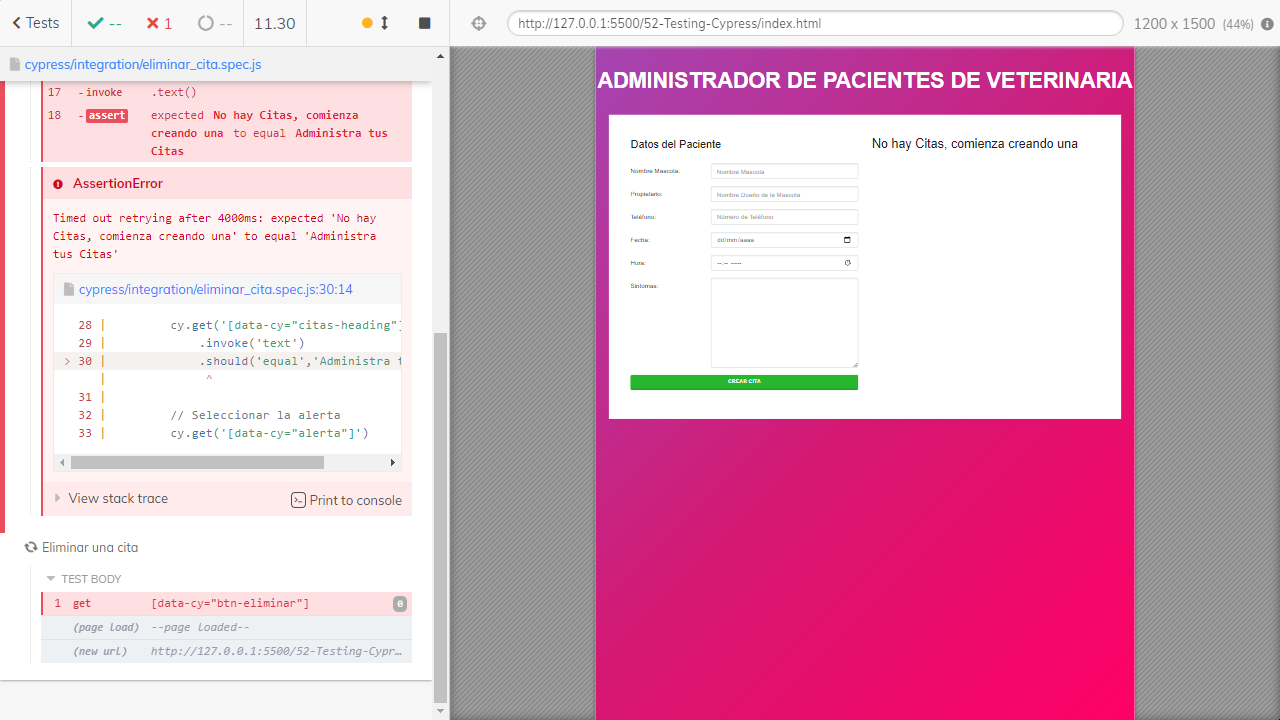 Tests
--
1
--
11.30
http://127.0.0.1:5500/52-Testing-Cypress/index.html
1200 x 1500 (44%)
cypress/integration/eliminar_cita.spec.js
17 -invoke .text()
18 -assert expected No hay Citas, comienza
creando una to equal Administra tus
Citas
AssertionError
Timed out retrying after 4000ms: expected 'No hay
Citas, comienza creando una' to equal 'Administra
tus Citas'
cypress/integration/eliminar_cita.spec.js:30:14
28 | cy.get('[data-cy="citas-heading"]
29 | .invoke('text')
> 30 | .should('equal','Administra t
| ^
31 |
32 | // Seleccionar la alerta
33 | cy.get('[data-cy="alerta"]')
View stack trace
Print to console
Eliminar una cita
TEST BODY
1 get [data-cy="btn-eliminar"] 0
(page load) --page loaded--
(new url) http://127.0.0.1:5500/52-Testing-Cypr...
ADMINISTRADOR DE PACIENTES DE VETERINARIA
Datos del Paciente
Nombre Mascota: Nombre Mascota
Propietario: Nombre Dueño de la Mascota
Teléfono: Número de Teléfono
Fecha: dd/mm/aaaa
Hora: --:-- ----
Sintomas:
CREAR CITA
No hay Citas, comienza creando una